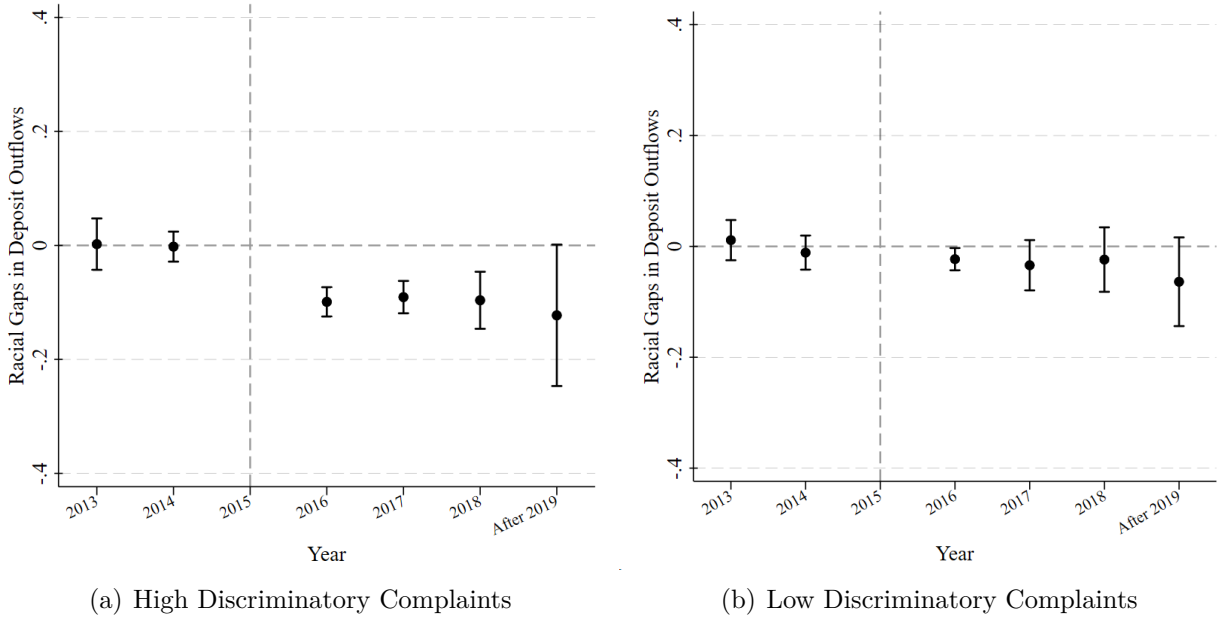 Racial Gaps in Deposit Outflows
.4
.2
0
-.2
-.4
2013
2014
2015
2016
2017
2018
After 2019
Year
(a) High Discriminatory Complaints
Racial Gaps in Deposit Outflows
.4
.2
0
-.2
-.4
2013
2014
2015
2016
2017
2018
After 2019
Year
(b) Low Discriminatory Complaints